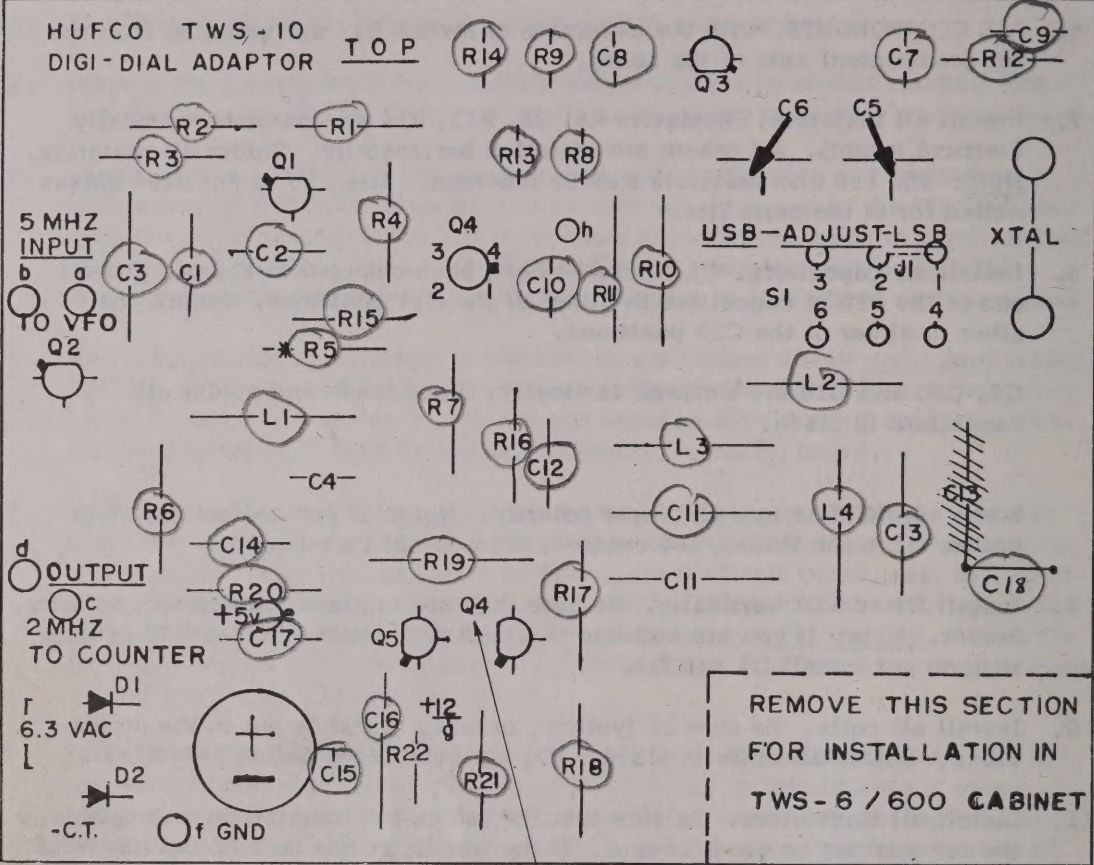 HUFCO TWS-10 TOP
DIGI-DIAL ADAPTOR
R14 R9 C8 Q3 C7 R12 C9
C6 C5
R2 R1
R3 R13 R8
Q1
R4
5 MHZ Q4 h USB-ADJUST-LSB XTAL
INPUT C2 3 4 R10
b a C3 C1 2 1 C10 R11 3 2 J1
S1
TO VFO R15 6 5 4
Q2 * R5
L2
L1 R7
R16 L3
C12
C4
R6 C11 L4 C13
C14
d OUTPUT R19 C11 C18
R20 R17
c +5V Q4
2 MHZ C17 Q5
TO COUNTER
D1 REMOVE THIS SECTION
6.3 VAC + C16 +12 g FOR INSTALLATION IN
- C15 R22 R18
D2 R21 TWS-6/600 CABINET
-C.T. f GND